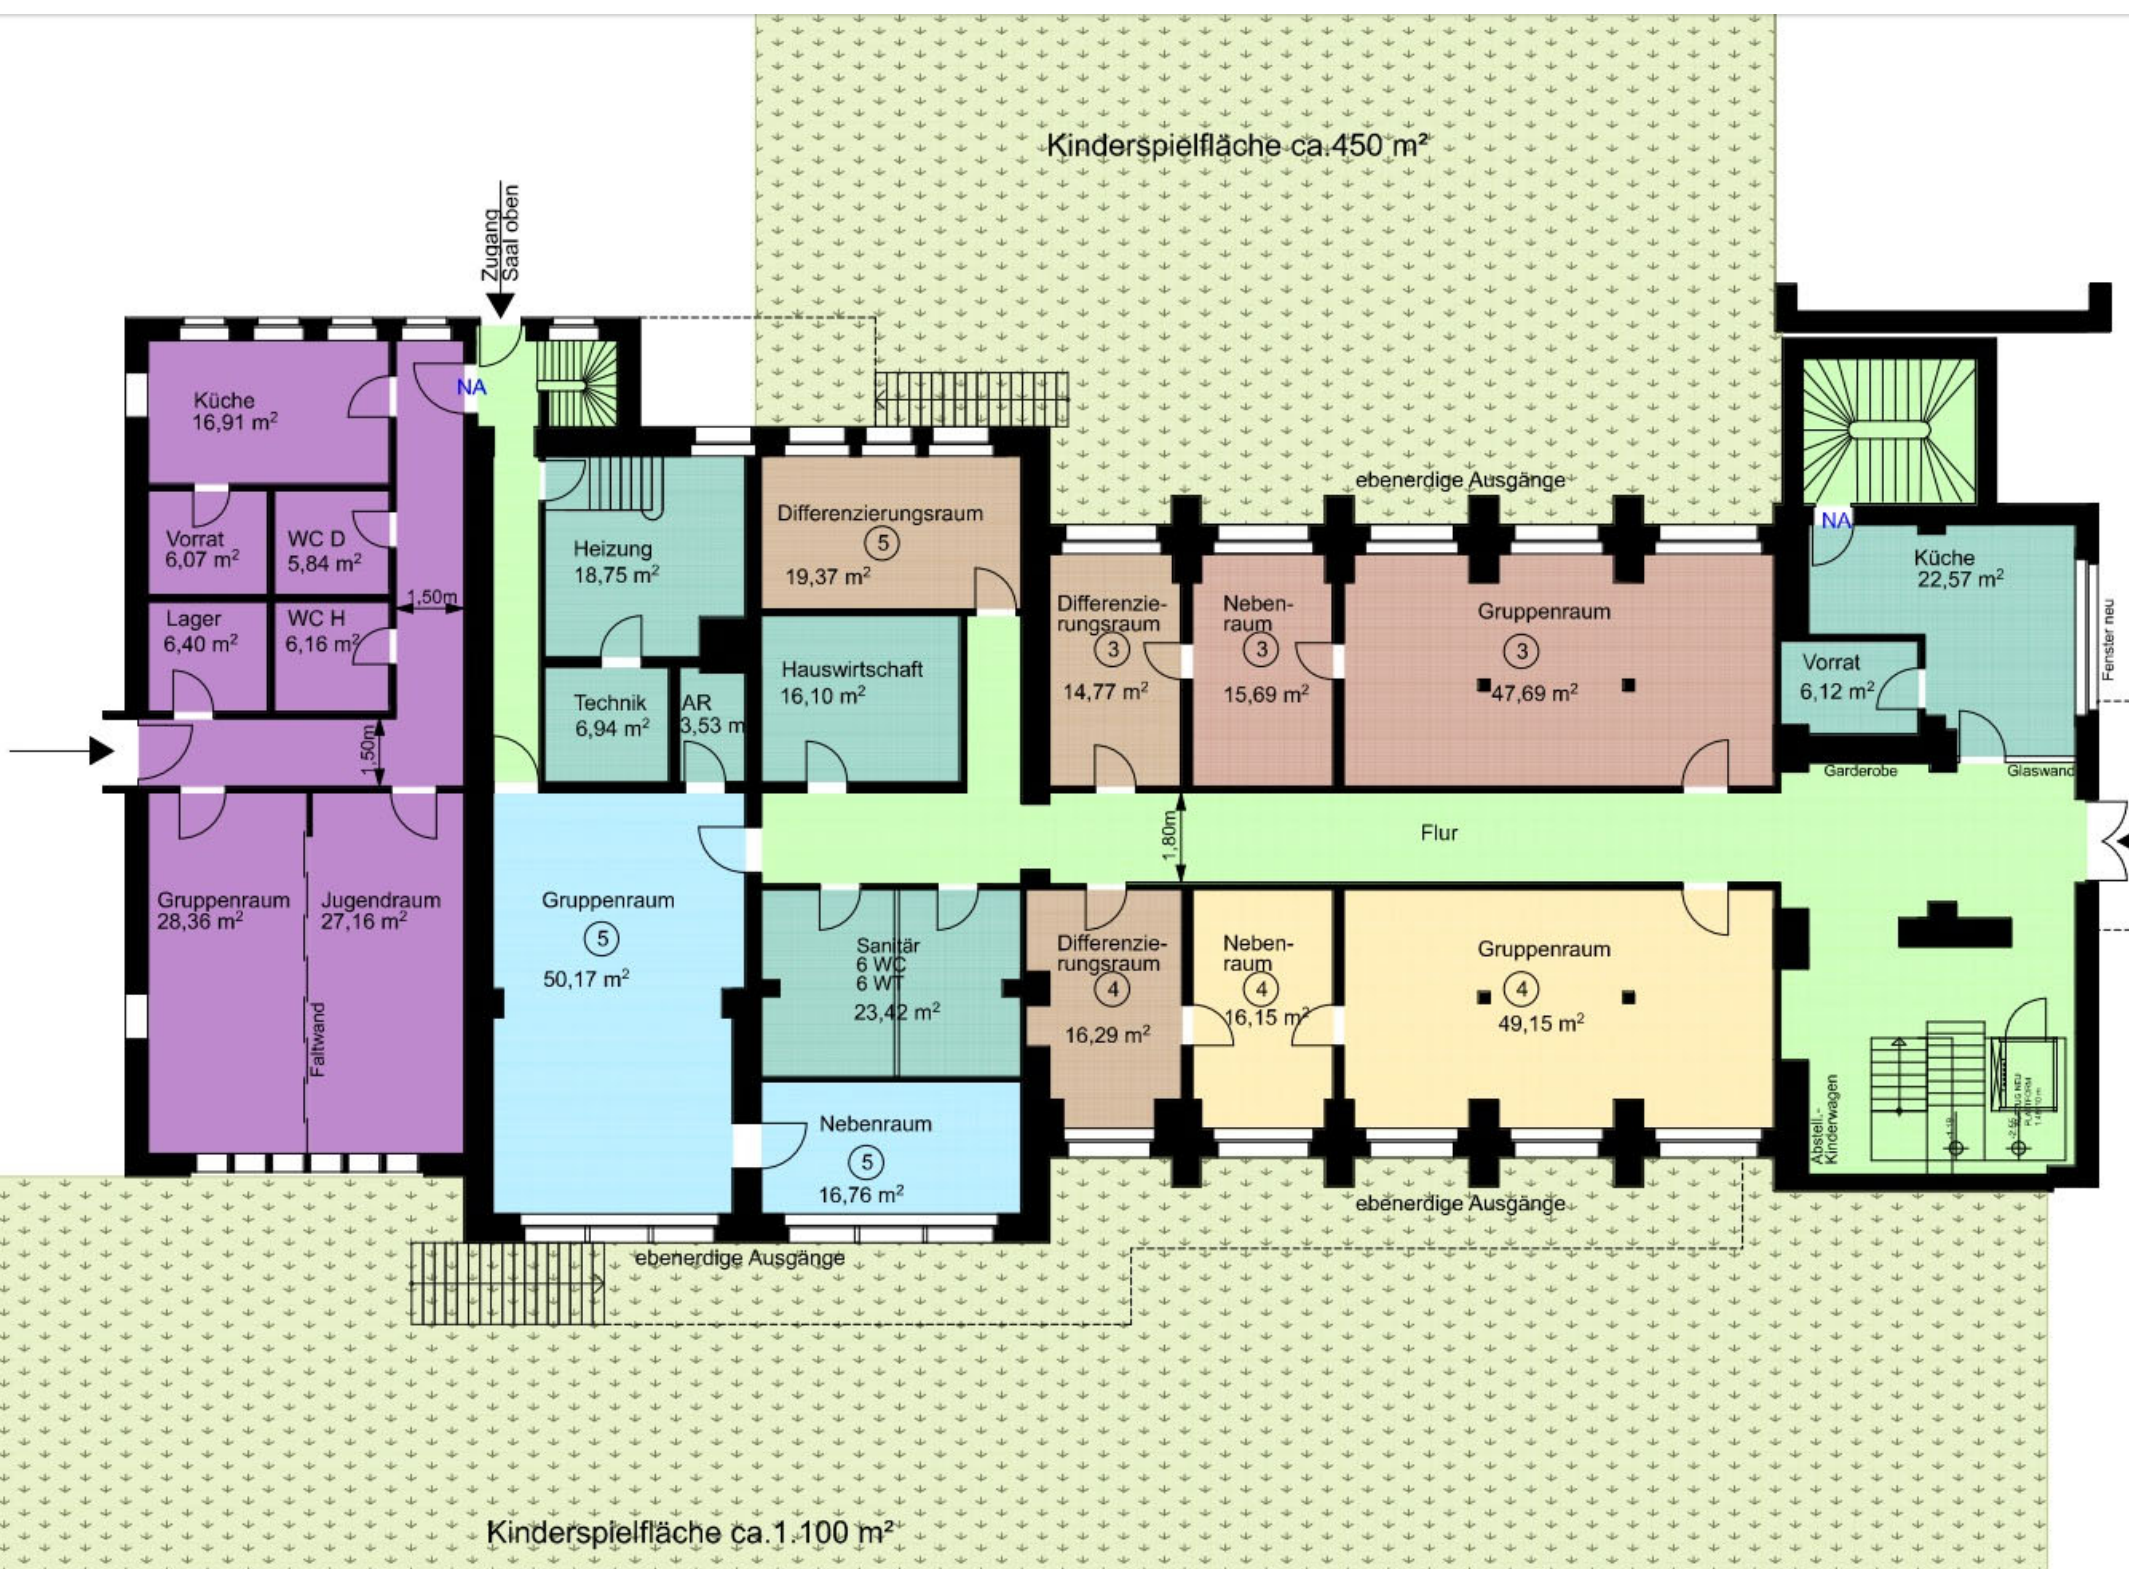 Kinderspielfläche ca.450 m²
Zugang
Saal oben
NA
Küche
16,91 m²
Vorrat
6,07 m²
WC D
5,84 m²
1,50m
Lager
6,40 m²
WC H
6,16 m²
1,50m
Gruppenraum
28,36 m²
Jugendraum
27,16 m²
Faltwand
Heizung
18,75 m²
Technik
6,94 m²
AR
3,53 m
Differenzierungsraum
5
19,37 m²
Hauswirtschaft
16,10 m²
Gruppenraum
5
50,17 m²
Sanitär
6 WC
6 WT
23,42 m²
Nebenraum
5
16,76 m²
ebenerdige Ausgänge
ebenerdige Ausgänge
Differenzie-
rungsraum
3
14,77 m²
Neben-
raum
3
15,69 m²
Gruppenraum
3
47,69 m²
1,80m
Flur
Differenzie-
rungsraum
4
16,29 m²
Neben-
raum
4
16,15 m²
Gruppenraum
4
49,15 m²
ebenerdige Ausgänge
NA
Küche
22,57 m²
Fenster neu
Vorrat
6,12 m²
Garderobe
Glaswand
Abstell.-
Kinderwagen
Kinderspielfläche ca.1.100 m²